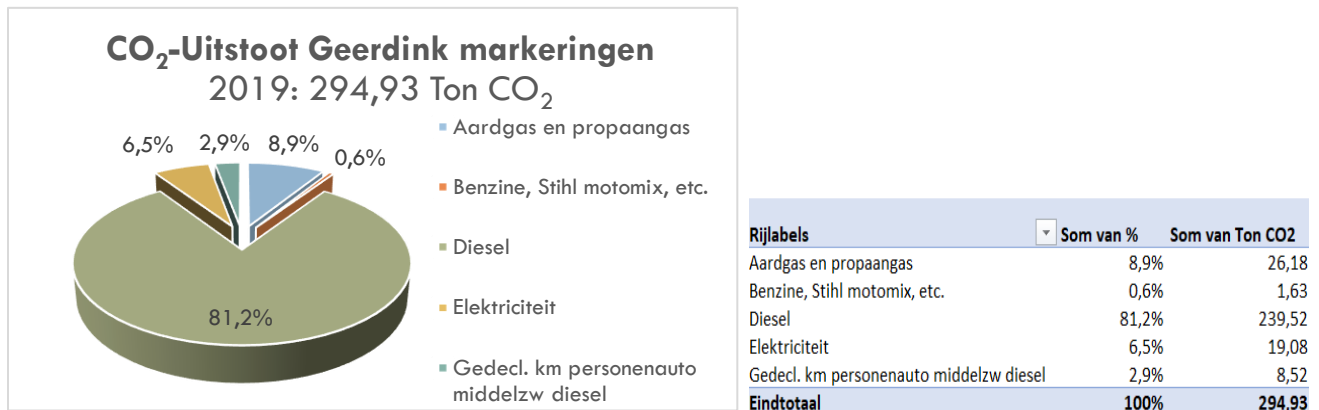 CO₂-Uitstoot Geerdink markeringen
2019: 294,93 Ton CO₂
6,5%
2,9%
8,9%
0,6%
81,2%
Aardgas en propaangas
Benzine, Stihl motomix, etc.
Diesel
Elektriciteit
Gedecl. km personenauto
middelzw diesel
Rijlabels Som van % Som van Ton CO2
Aardgas en propaangas 8,9% 26,18
Benzine, Stihl motomix, etc. 0,6% 1,63
Diesel 81,2% 239,52
Elektriciteit 6,5% 19,08
Gedecl. km personenauto middelzw diesel 2,9% 8,52
Eindtotaal 100% 294,93